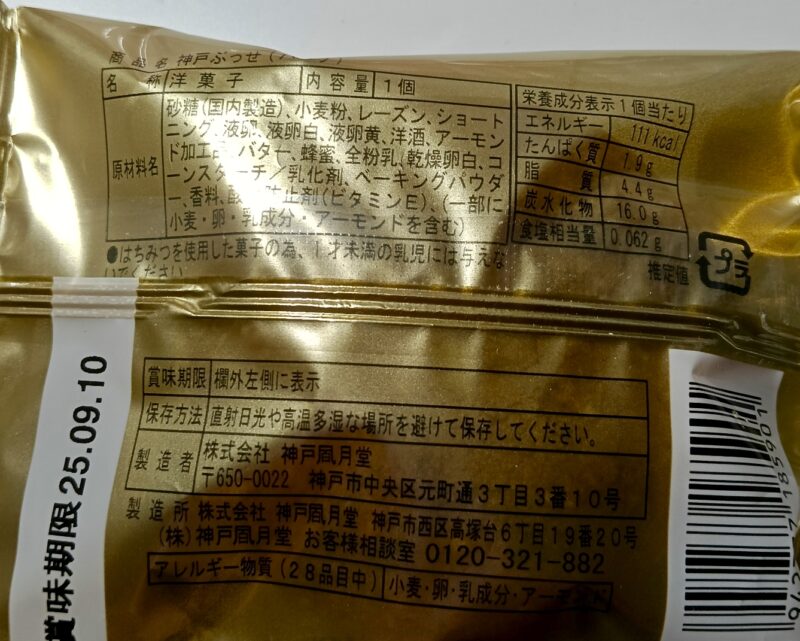 商品名 神戸ぶっせ
名称 洋菓子 内容量 1個
原材料名
砂糖(国内製造)、小麦粉、レーズン、ショート
ニング、液卵、液卵白、液卵黄、洋酒、アーモン
ド加工品、バター、蜂蜜、全粉乳、乾燥卵白、コ
ーンスターチ/乳化剤、ベーキングパウダ
ー、香料、酸化防止剤(ビタミンE)、(一部に
小麦・卵・乳成分・アーモンドを含む)
●はちみつを使用した菓子の為、1才未満の乳児には与えな
いでください
栄養成分表示 1個当たり
エネルギー 111kcal
たんぱく質 1.9g
脂質 4.4g
炭水化物 16.0g
食塩相当量 0.062g
推定値
プラ
賞味期限 25.09.10
賞味期限 欄外左側に表示
保存方法 直射日光や高温多湿な場所を避けて保存してください。
製造者 株式会社 神戸凮月堂
〒650-0022 神戸市中央区元町通3丁目3番10号
製造所 株式会社 神戸凮月堂 神戸市西区高塚台6丁目19番20号
(株)神戸凮月堂 お客様相談室 0120-321-882
アレルギー物質(28品目中) 小麦・卵・乳成分・アーモンド